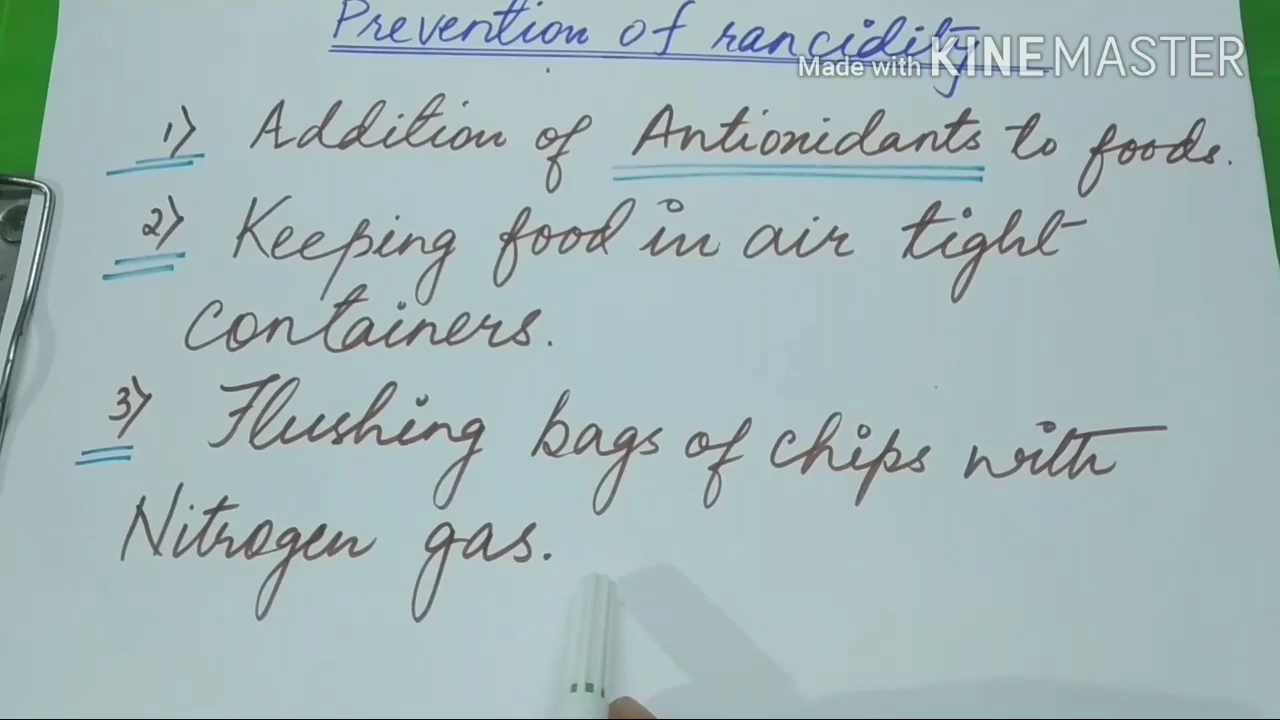 Prevention of rancidity
Made with KINEMASTER
1) Addition of Antioxidants to foods.
2) Keeping food in air tight
containers.
3) Flushing bags of chips with
Nitrogen gas.